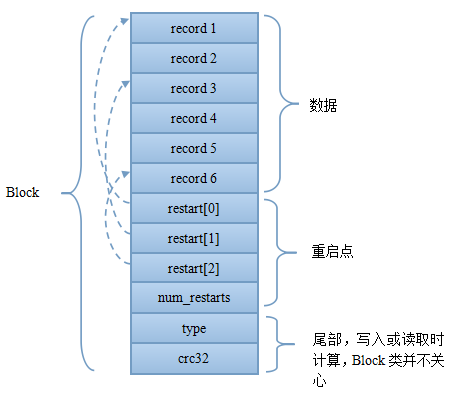 Block
record 1
record 2
record 3
record 4
record 5
record 6
restart[0]
restart[1]
restart[2]
num_restarts
type
crc32
数据
重启点
尾部，写入或读取时
计算，Block 类并不关
心